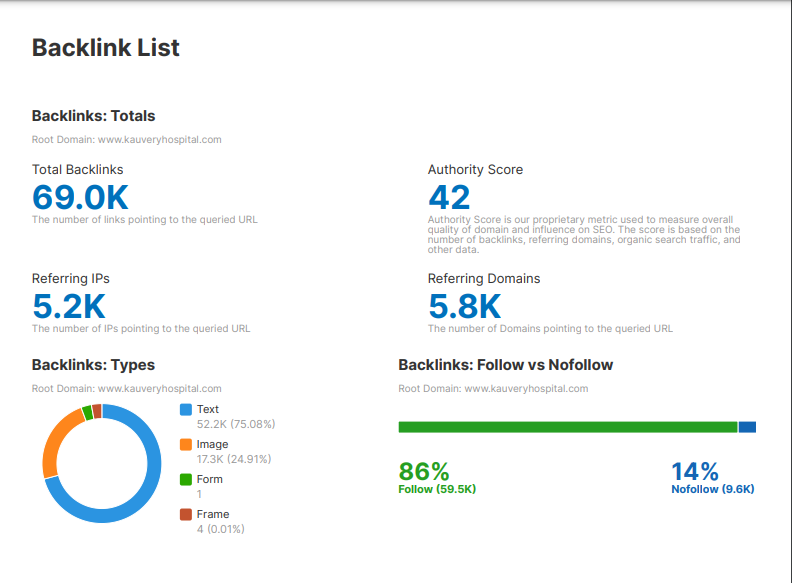 Backlink List
Backlinks: Totals
Root Domain: www.kauveryhospital.com
Total Backlinks
69.0K
The number of links pointing to the queried URL
Authority Score
42
Authority Score is our proprietary metric used to measure overall
quality of domain and influence on SEO. The score is based on the
number of backlinks, referring domains, organic search traffic, and
other data.
Referring IPs
5.2K
The number of IPs pointing to the queried URL
Referring Domains
5.8K
The number of Domains pointing to the queried URL
Backlinks: Types
Root Domain: www.kauveryhospital.com
Text
52.2K (75.08%)
Image
17.3K (24.91%)
Form
1
Frame
4 (0.01%)
Backlinks: Follow vs Nofollow
Root Domain: www.kauveryhospital.com
86%
Follow (59.5K)
14%
Nofollow (9.6K)